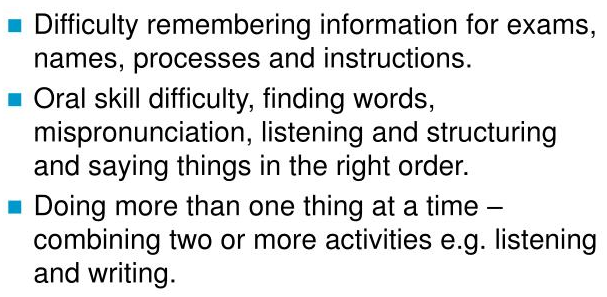 ■ Difficulty remembering information for exams,
names, processes and instructions.
■ Oral skill difficulty, finding words,
mispronunciation, listening and structuring
and saying things in the right order.
■ Doing more than one thing at a time –
combining two or more activities e.g. listening
and writing.